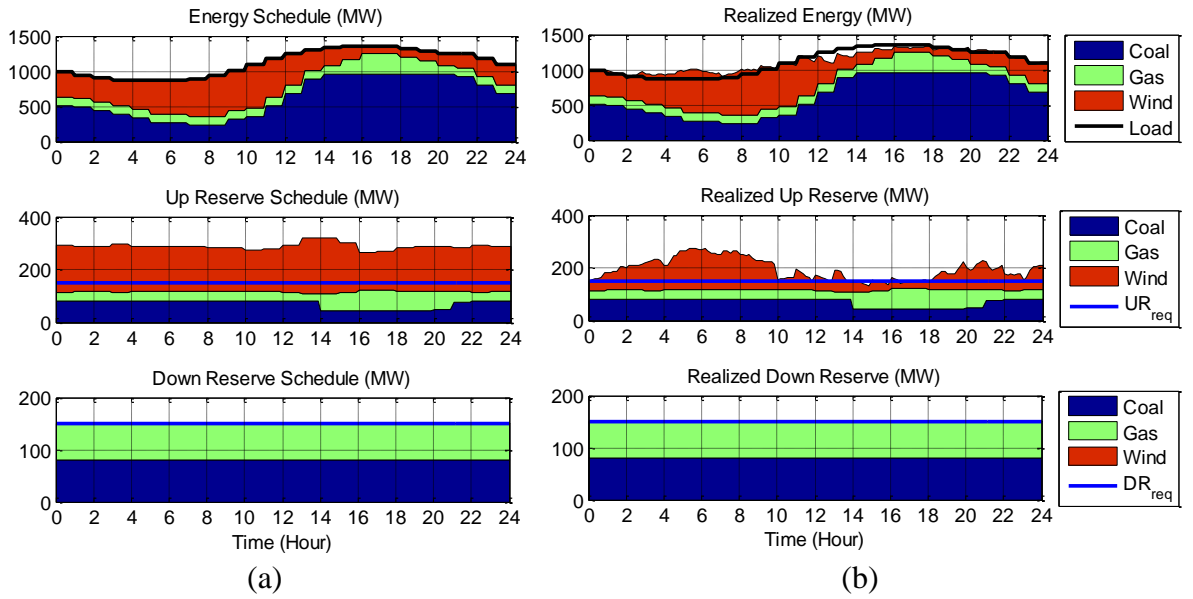 Energy Schedule (MW)
1500
1000
500
0
0 2 4 6 8 10 12 14 16 18 20 22 24
Up Reserve Schedule (MW)
400
200
0
0 2 4 6 8 10 12 14 16 18 20 22 24
Down Reserve Schedule (MW)
200
100
0
0 2 4 6 8 10 12 14 16 18 20 22 24
Time (Hour)
(a)
Realized Energy (MW)
1500
1000
500
0
0 2 4 6 8 10 12 14 16 18 20 22 24
Coal
Gas
Wind
Load
Realized Up Reserve (MW)
400
200
0
0 2 4 6 8 10 12 14 16 18 20 22 24
Coal
Gas
Wind
UR_req
Realized Down Reserve (MW)
200
100
0
0 2 4 6 8 10 12 14 16 18 20 22 24
Coal
Gas
Wind
DR_req
Time (Hour)
(b)